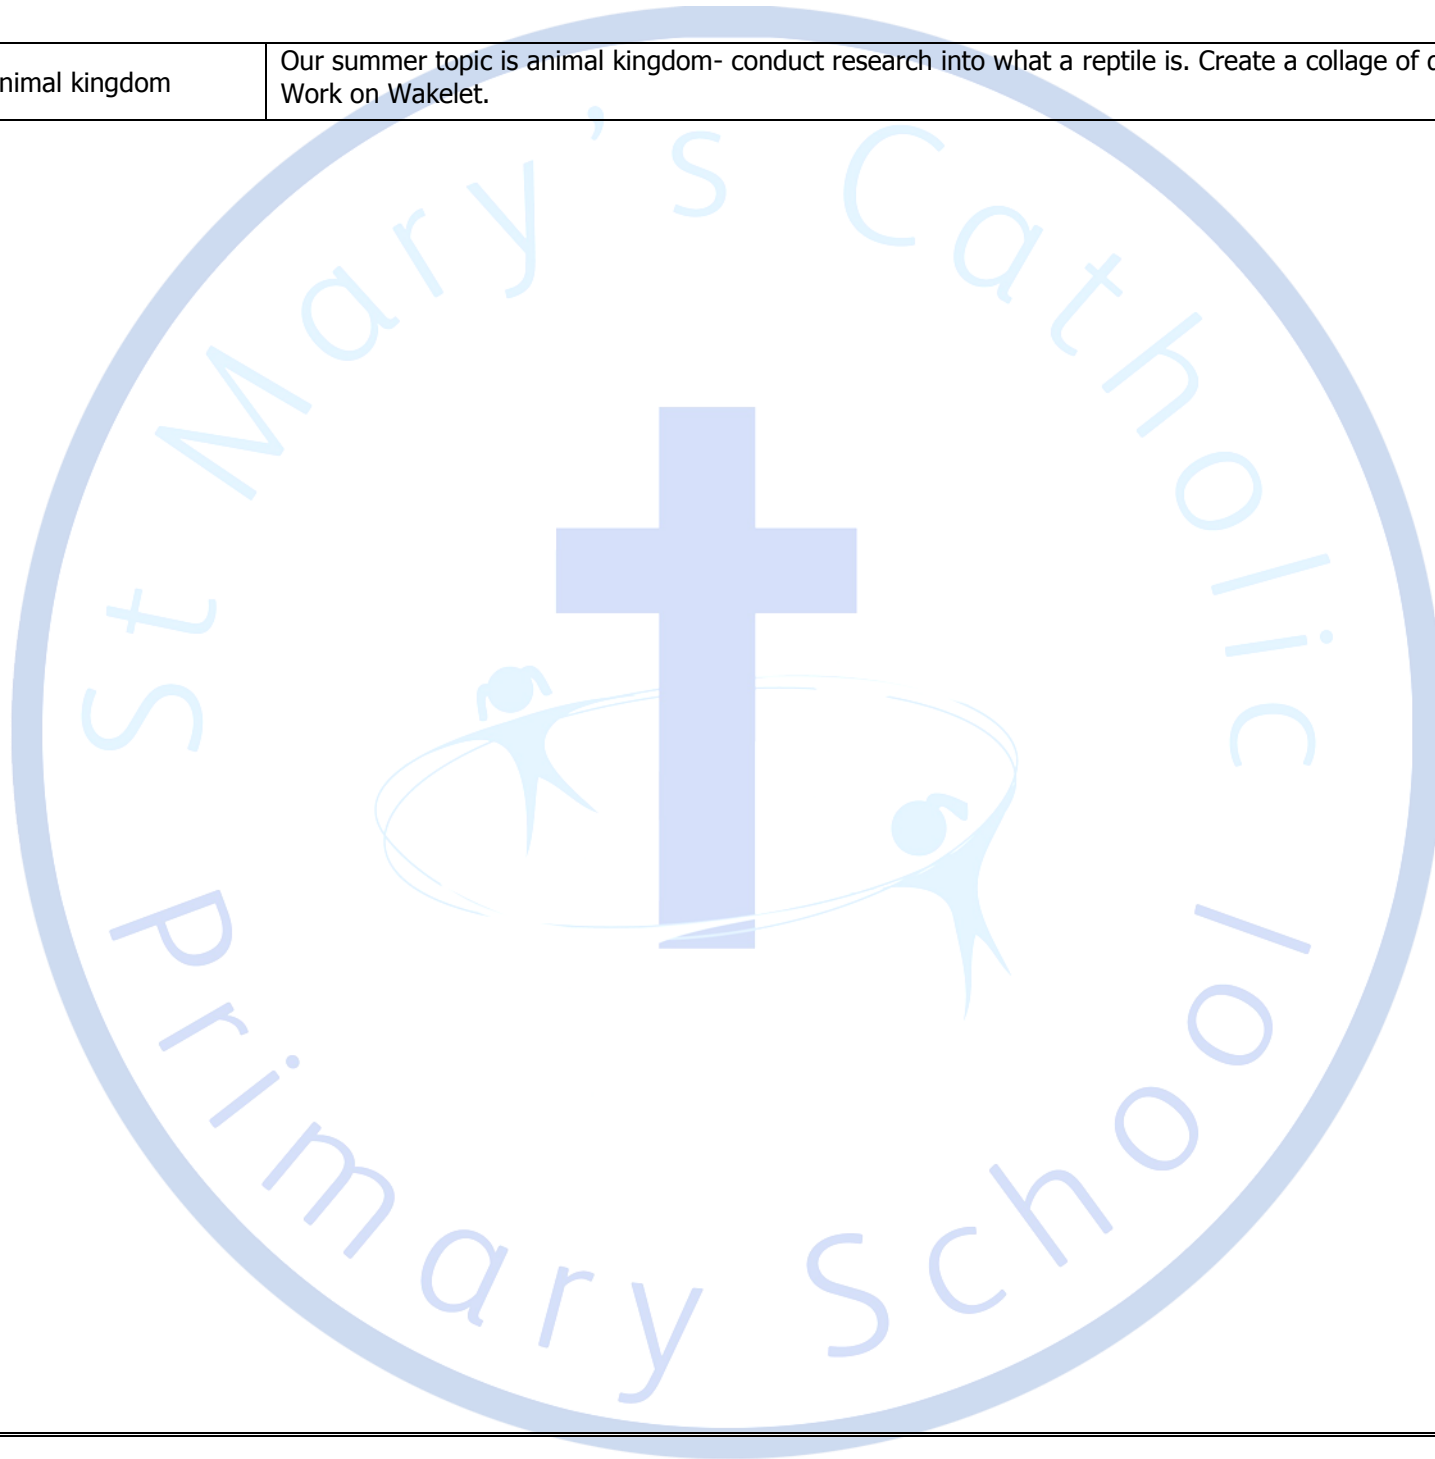 nimal kingdom
Our summer topic is animal kingdom- conduct research into what a reptile is. Create a collage of
Work on Wakelet.
St Mary's Catholic
Primary School